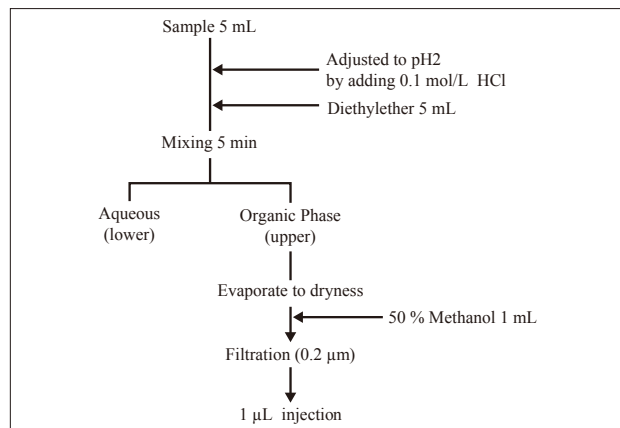 Sample 5 mL
Adjusted to pH2
by adding 0.1 mol/L HCl
Diethylether 5 mL
Mixing 5 min
Aqueous
(lower)
Organic Phase
(upper)
Evaporate to dryness
50 % Methanol 1 mL
Filtration (0.2 µm)
1 µL injection